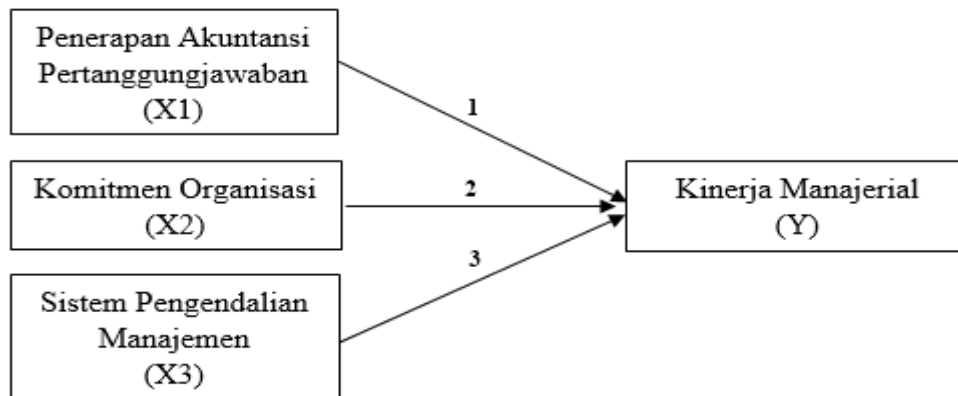 Penerapan Akuntansi
Pertanggungjawaban
(X1)
1
Komitmen Organisasi
(X2)
2
Kinerja Manajerial
(Y)
3
Sistem Pengendalian
Manajemen
(X3)